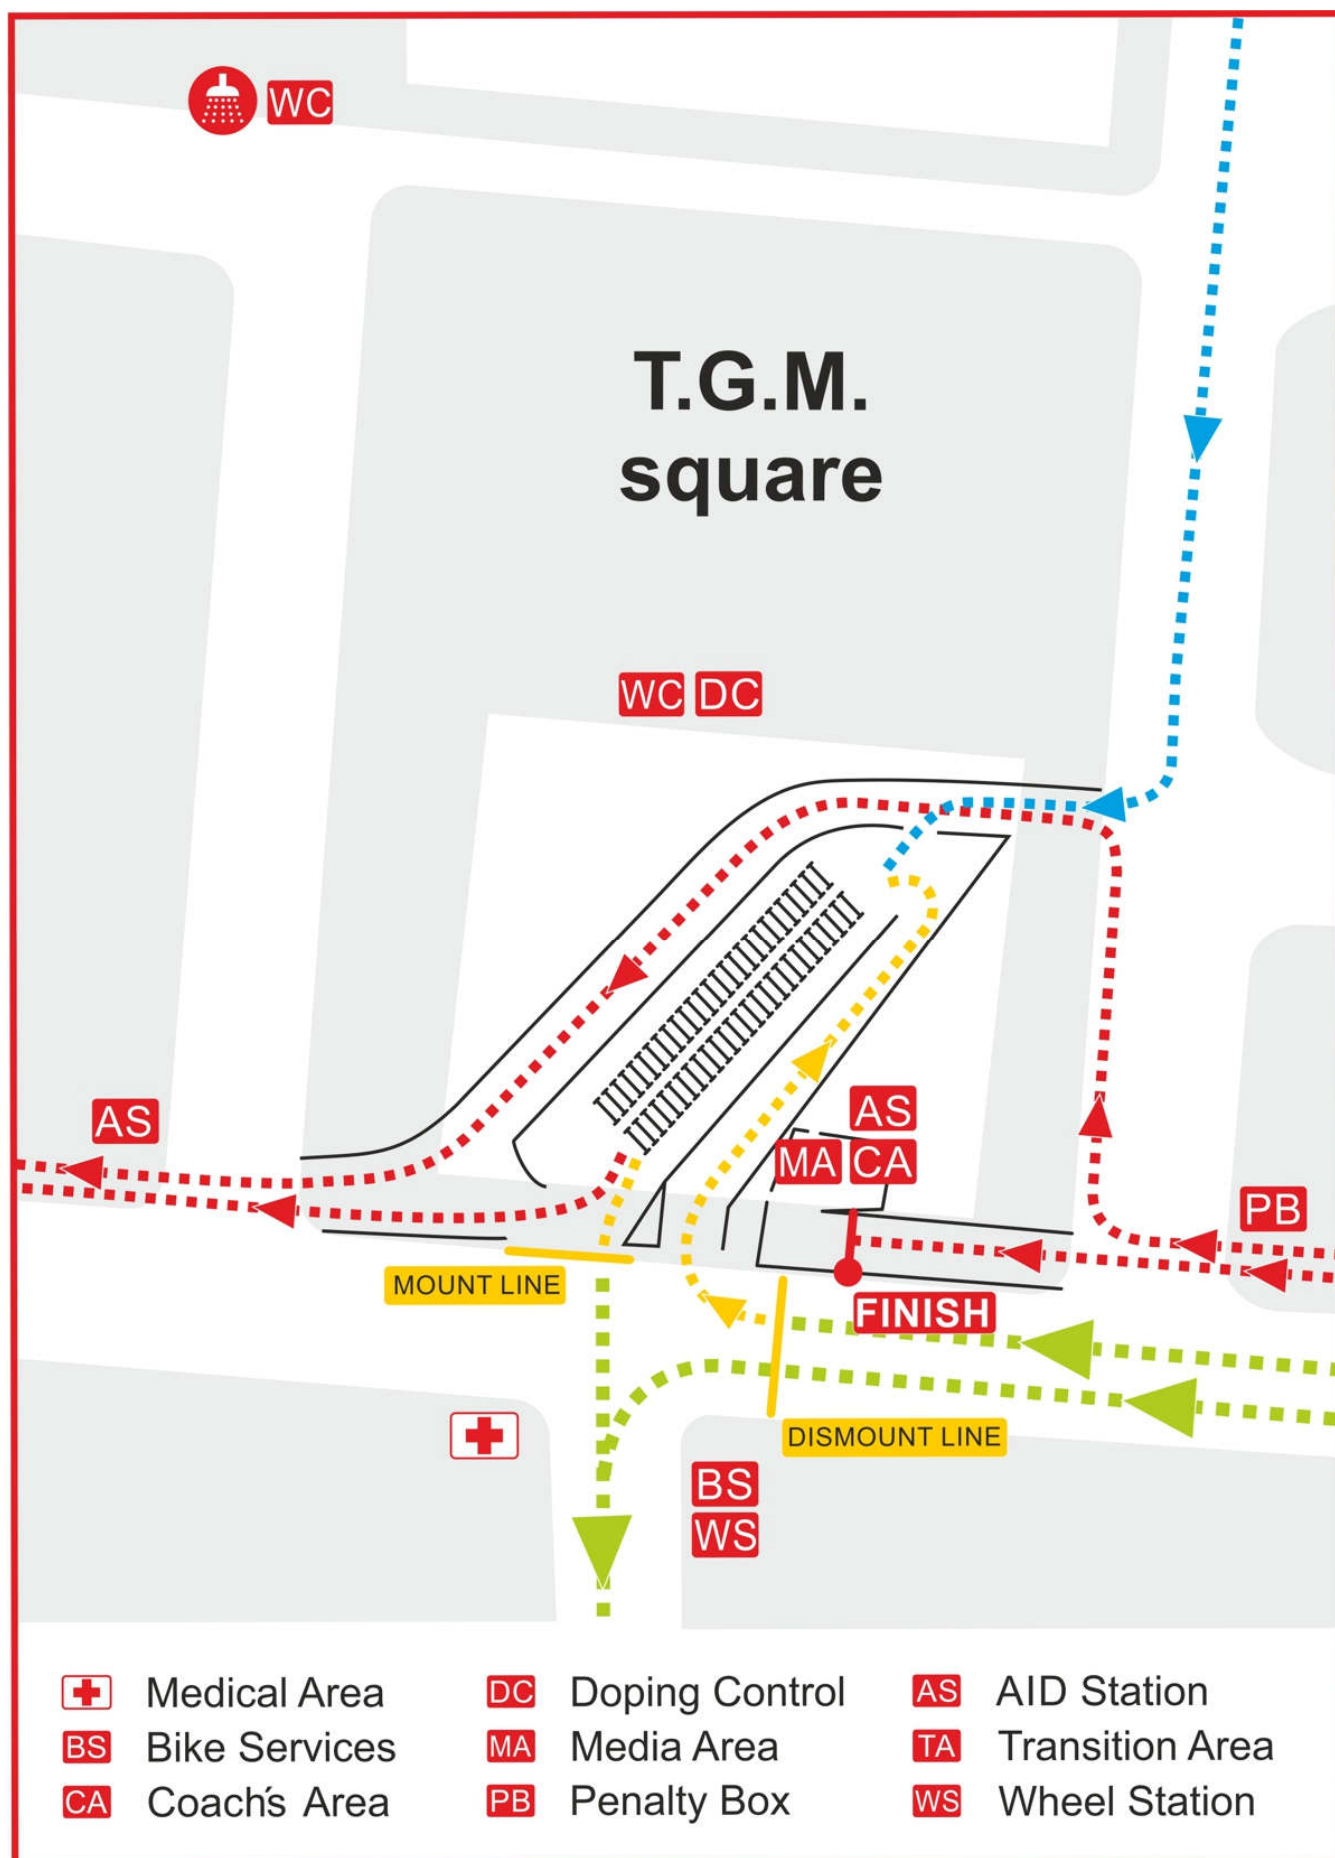 WC
T.G.M.
square
WC DC
AS
AS
MA CA
PB
MOUNT LINE
FINISH
DISMOUNT LINE
BS
WS
Medical Area
DC Doping Control
AS AID Station
BS Bike Services
MA Media Area
TA Transition Area
CA Coach's Area
PB Penalty Box
WS Wheel Station